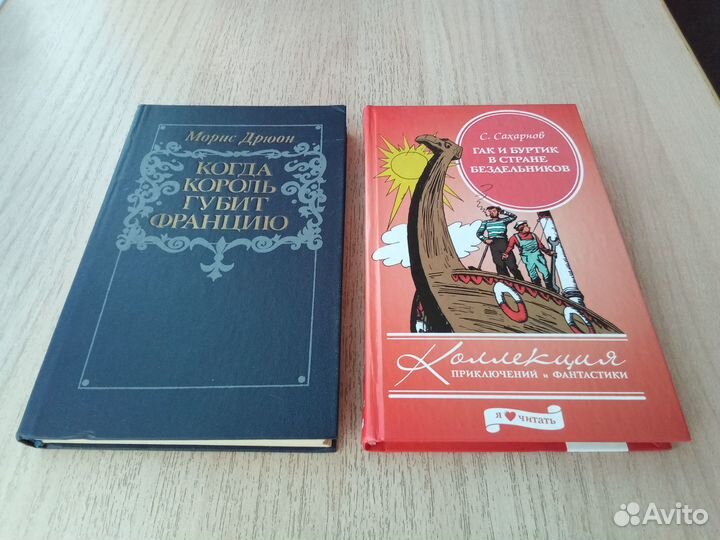 Морис Дрюон
КОГДА
КОРОЛЬ
ГУБИТ
ФРАНЦИЮ
С. Сахарнов
ГАК И БУРТИК
В СТРАНЕ
БЕЗДЕЛЬНИКОВ
Коллекция
ПРИКЛЮЧЕНИЙ и ФАНТАСТИКИ
я ❤ читать
Avito